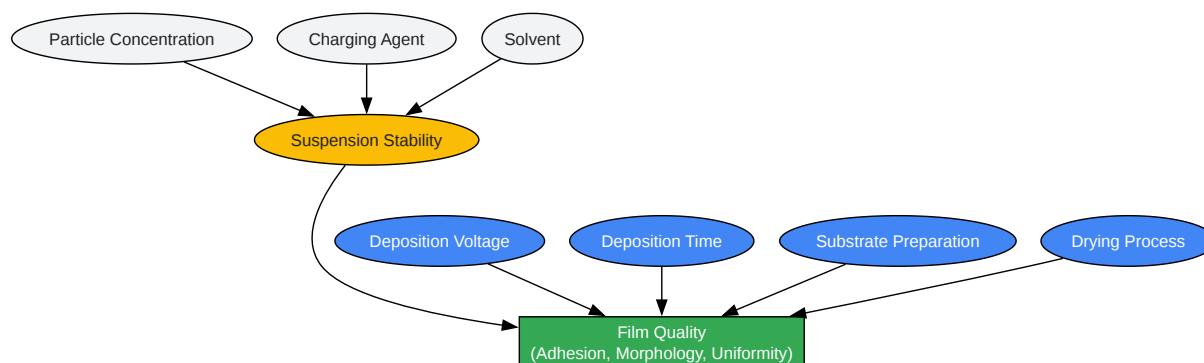 Particle Concentration
Charging Agent
Solvent
Suspension Stability
Deposition Voltage
Deposition Time
Substrate Preparation
Drying Process
Film Quality
(Adhesion, Morphology, Uniformity)